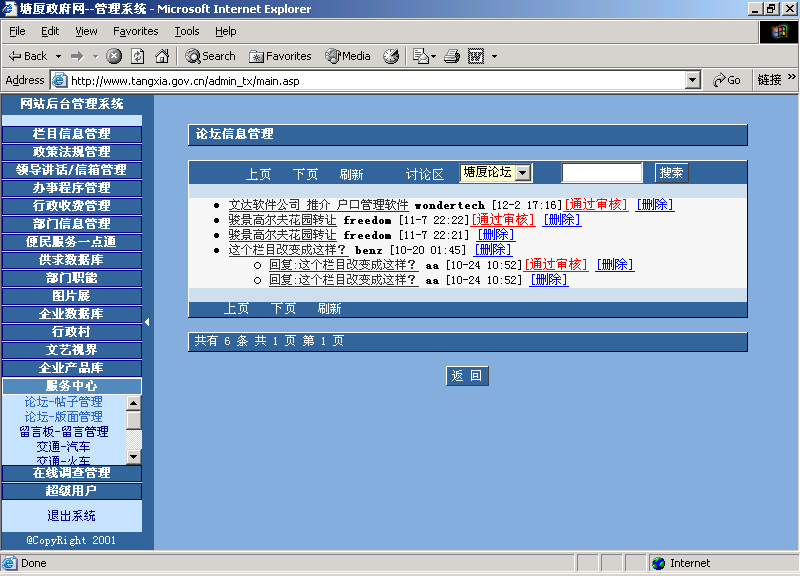 塘厦政府网--管理系统 - Microsoft Internet Explorer
File Edit View Favorites Tools Help
Back Search Favorites Media
Address http://www.tangxia.gov.cn/admin_tx/main.asp Go 链接 »
网站后台管理系统
栏目信息管理
政策法规管理
领导讲话/信箱管理
办事程序管理
行政收费管理
部门信息管理
便民服务一点通
供求数据库
部门职能
图片展
企业数据库
行政村
文艺视界
企业产品库
服务中心
论坛-帖子管理
论坛-版面管理
留言板-留言管理
交通-汽车
交通-火车
在线调查管理
超级用户
退出系统
@CopyRight 2001
论坛信息管理
上页 下页 刷新 讨论区 塘厦论坛 搜索
文达软件公司 推介 户口管理软件 wondertech [12-2 17:16] [通过审核] [删除]
骏景高尔夫花园转让 freedom [11-7 22:22] [通过审核] [删除]
骏景高尔夫花园转让 freedom [11-7 22:21] [删除]
这个栏目改变成这样? benz [10-20 01:45] [删除]
回复:这个栏目改变成这样? aa [10-24 10:52] [通过审核] [删除]
回复:这个栏目改变成这样? aa [10-24 10:52] [删除]
上页 下页 刷新
共有 6 条 共 1 页 第 1 页
返 回
Done Internet